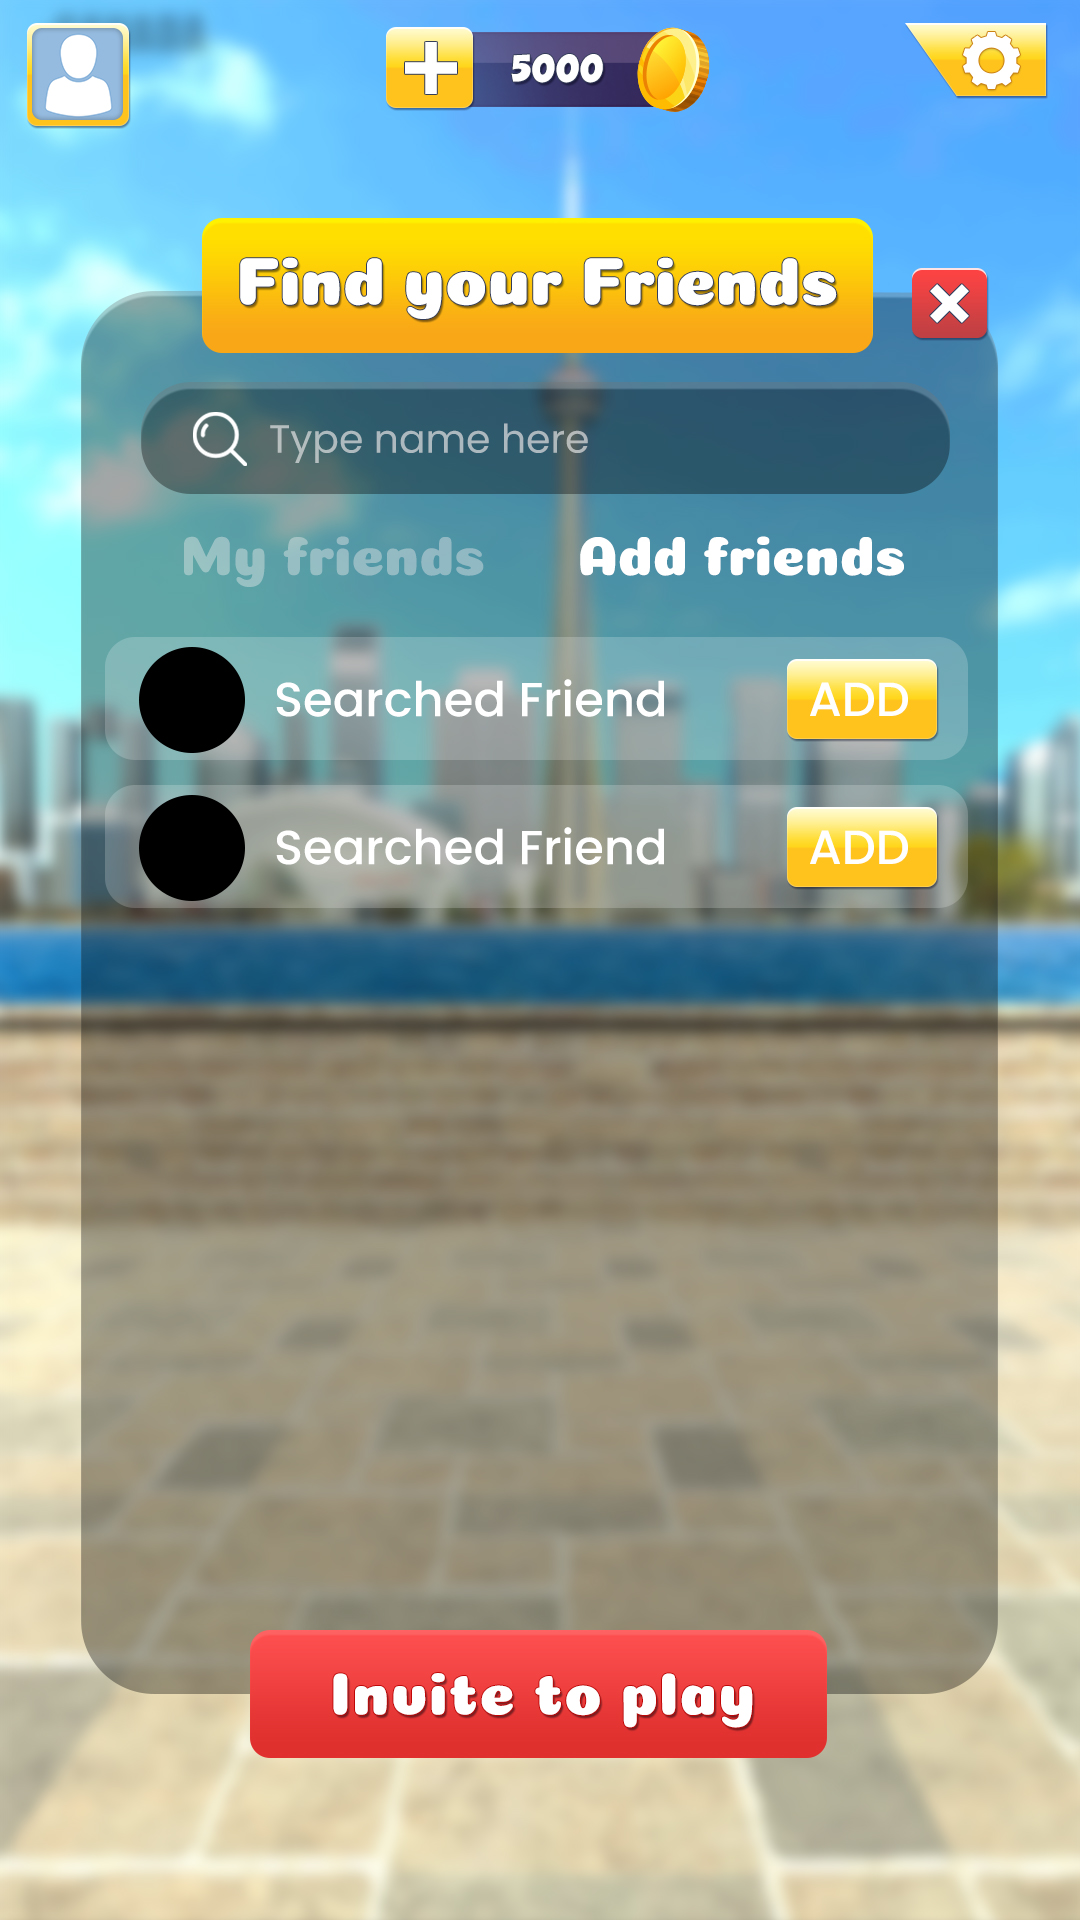 5000
Find your Friends
Type name here
My friends Add friends
Searched Friend ADD
Searched Friend ADD
Invite to play